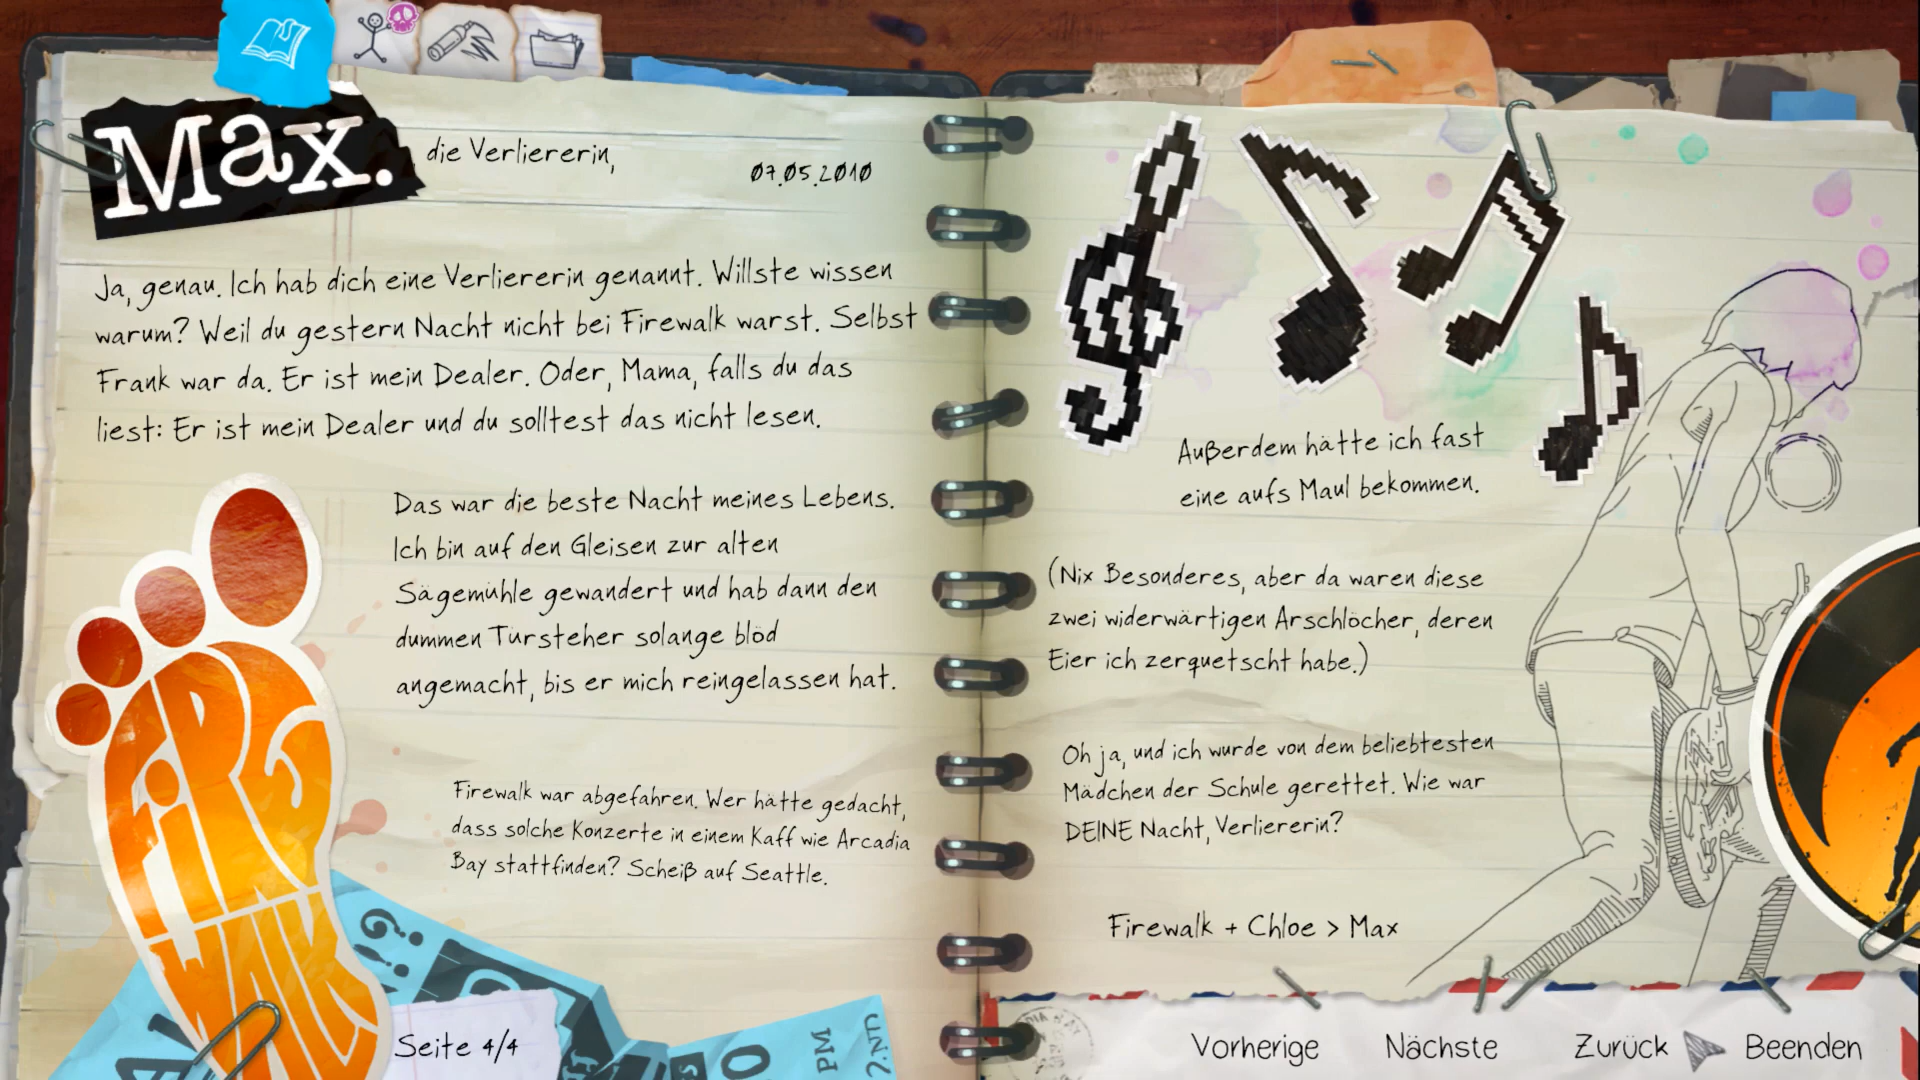 Max.
, die Verliererin,
07.05.2010
Ja, genau. Ich hab dich eine Verliererin genannt. Willste wissen
warum? Weil du gestern Nacht nicht bei Firewalk warst. Selbst
Frank war da. Er ist mein Dealer. Oder, Mama, falls du das
liest: Er ist mein Dealer und du solltest das nicht lesen.
Das war die beste Nacht meines Lebens.
Ich bin auf den Gleisen zur alten
Sägemühle gewandert und hab dann den
dummen Türsteher solange blöd
angemacht, bis er mich reingelassen hat.
FIRE
WALK
Firewalk war abgefahren. Wer hätte gedacht,
dass solche Konzerte in einem Kaff wie Arcadia
Bay stattfinden? Scheiß auf Seattle.
PM
Seite 4/4
Außerdem hätte ich fast
eine aufs Maul bekommen.
(Nix Besonderes, aber da waren diese
zwei widerwärtigen Arschlöcher, deren
Eier ich zerquetscht habe.)
Oh ja, und ich wurde von dem beliebtesten
Mädchen der Schule gerettet. Wie war
DEINE Nacht, Verliererin?
Firewalk + Chloe > Max
Vorherige
Nächste
Zurück
Beenden